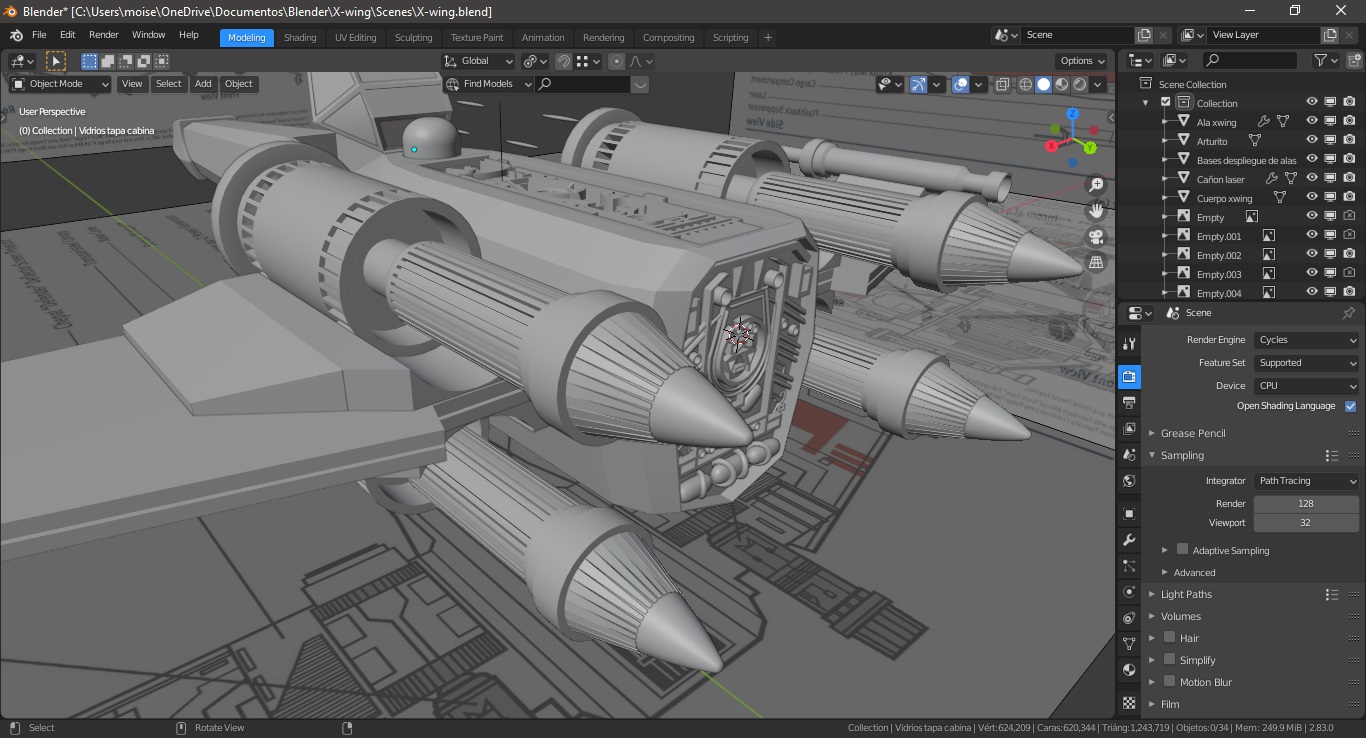 Blender* [C:\Users\moise\OneDrive\Documentos\Blender\X-wing\Scenes\X-wing.blend]
File Edit Render Window Help
Modeling Shading UV Editing Sculpting Texture Paint Animation Rendering Compositing Scripting +
Scene
View Layer
Global
Options
Object Mode View Select Add Object
Find Models
User Perspective
(0) Collection | Vidrios tapa cabina
Cargo Compartment
Laser
Flashback Suppressor
Side View
Z
X
Y
Scene Collection
Collection
Ala xwing
Arturito
Bases despliegue de alas
Cañon laser
Cuerpo xwing
Empty
Empty.001
Empty.002
Empty.003
Empty.004
Scene
Render Engine Cycles
Feature Set Supported
Device CPU
Open Shading Language
Grease Pencil
Sampling
Integrator Path Tracing
Render 128
Viewport 32
Adaptive Sampling
Advanced
Light Paths
Volumes
Hair
Simplify
Motion Blur
Film
Select
Rotate View
Collection | Vidrios tapa cabina | Vért:624,209 | Caras:620,344 | Triáng:1,243,719 | Objetos:0/34 | Mem: 249.9 MiB | 2.83.0